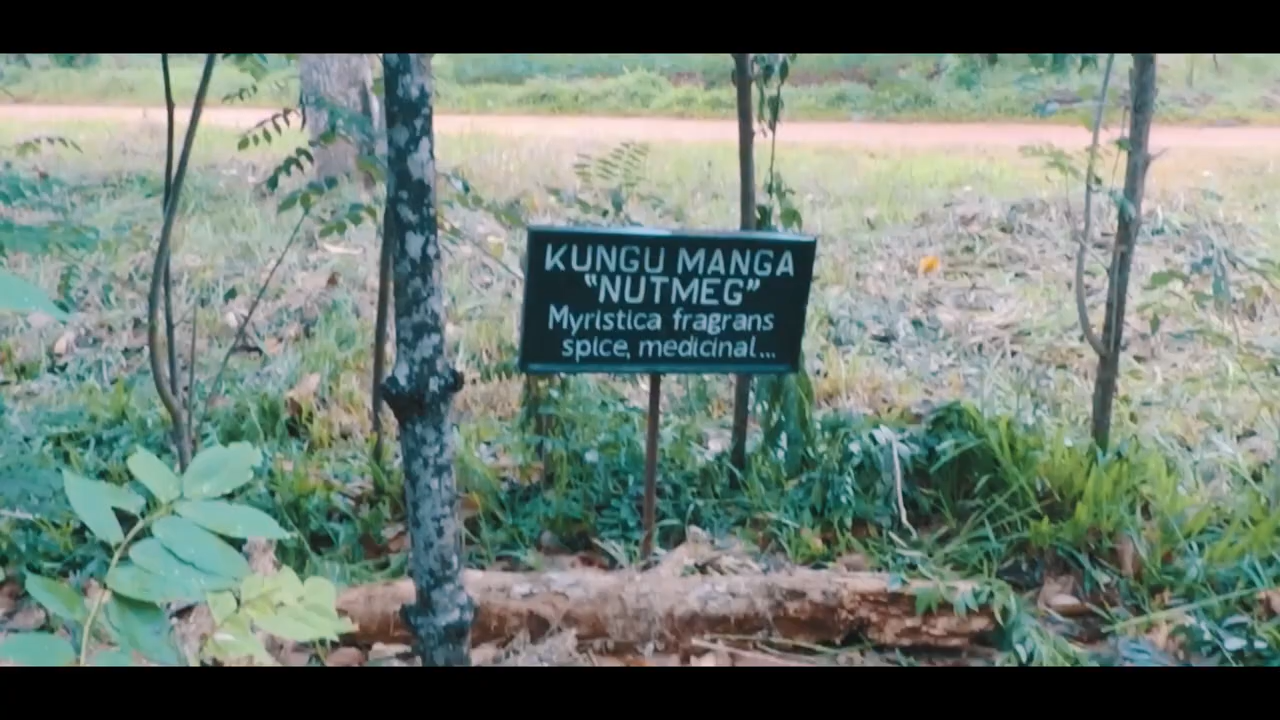 KUNGU MANGA
"NUTMEG"
Myristica fragrans
spice, medicinal...